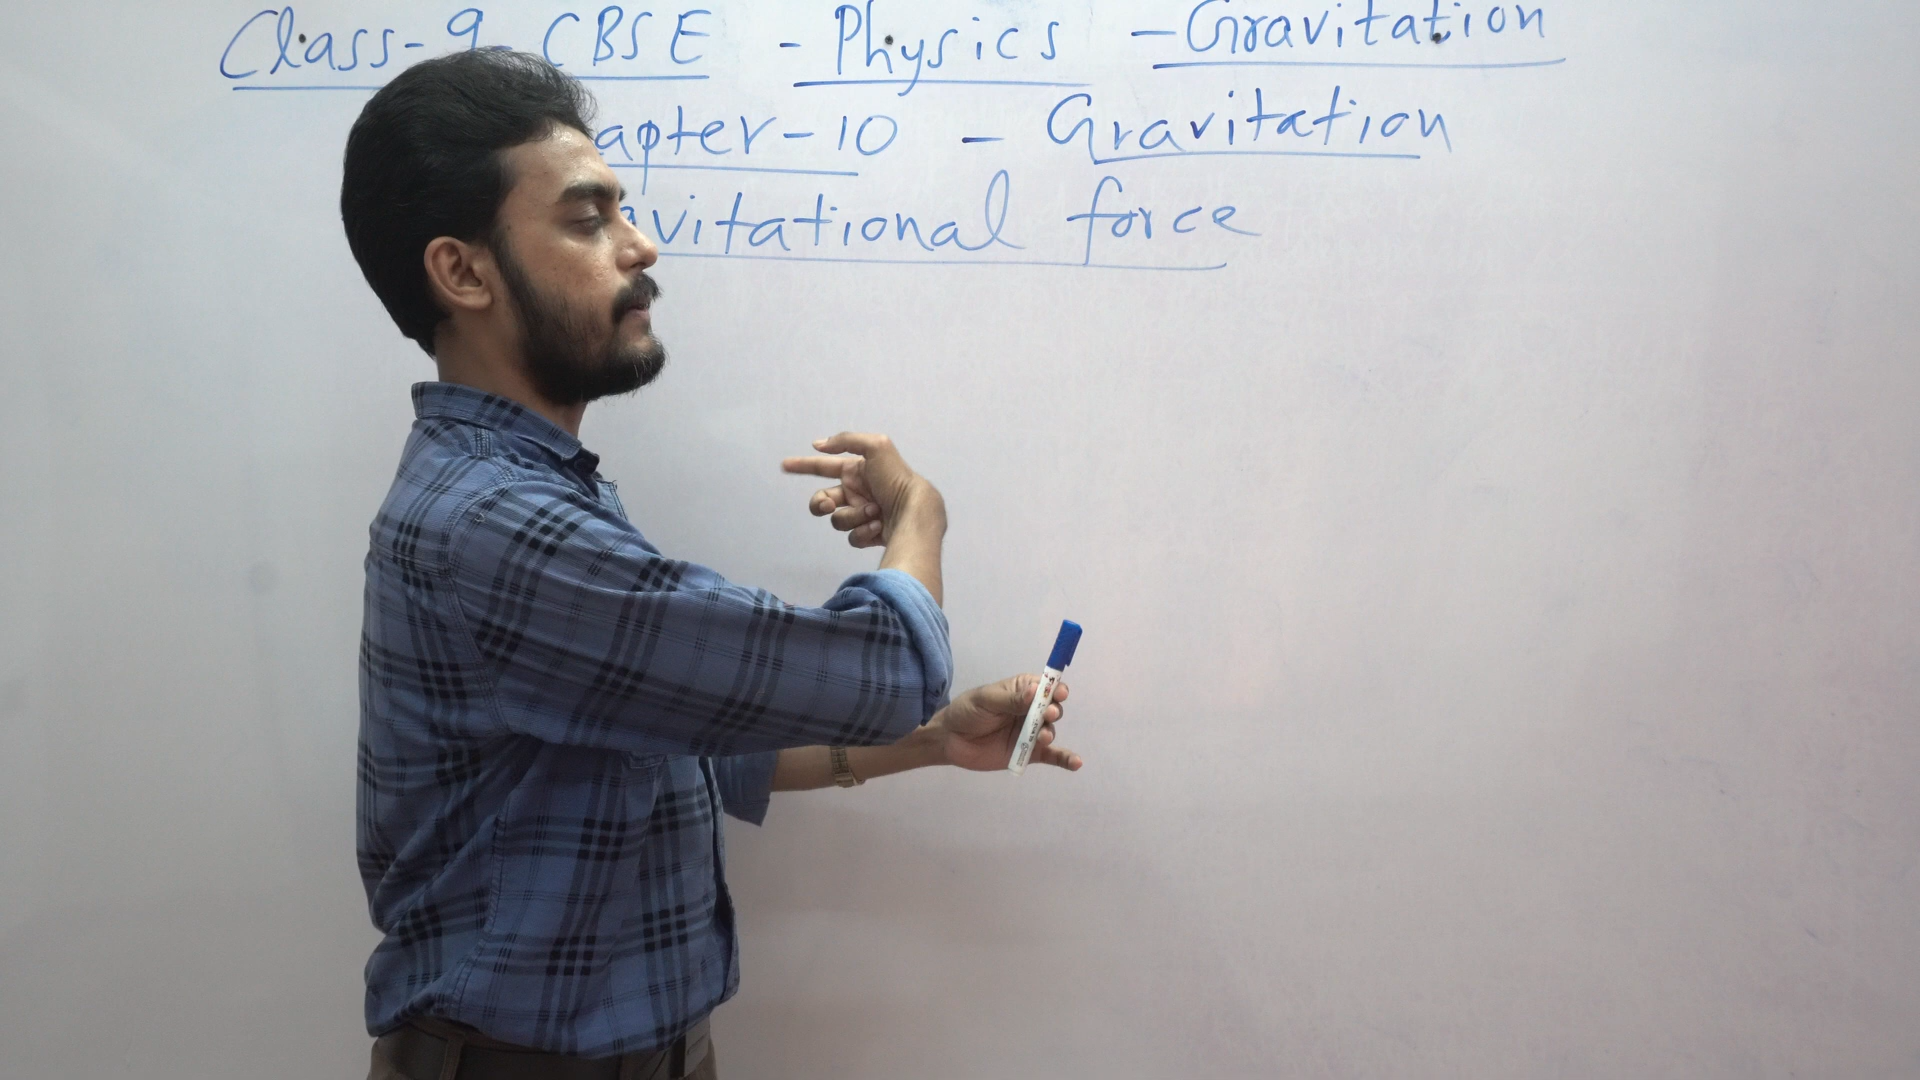 Class-9- CBSE - Physics - Gravitation
apter-10 - Gravitation
avitational force